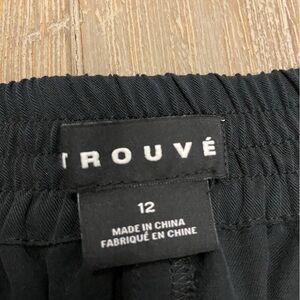 TROUVÉ
12
MADE IN CHINA
FABRIQUÉ EN CHINE